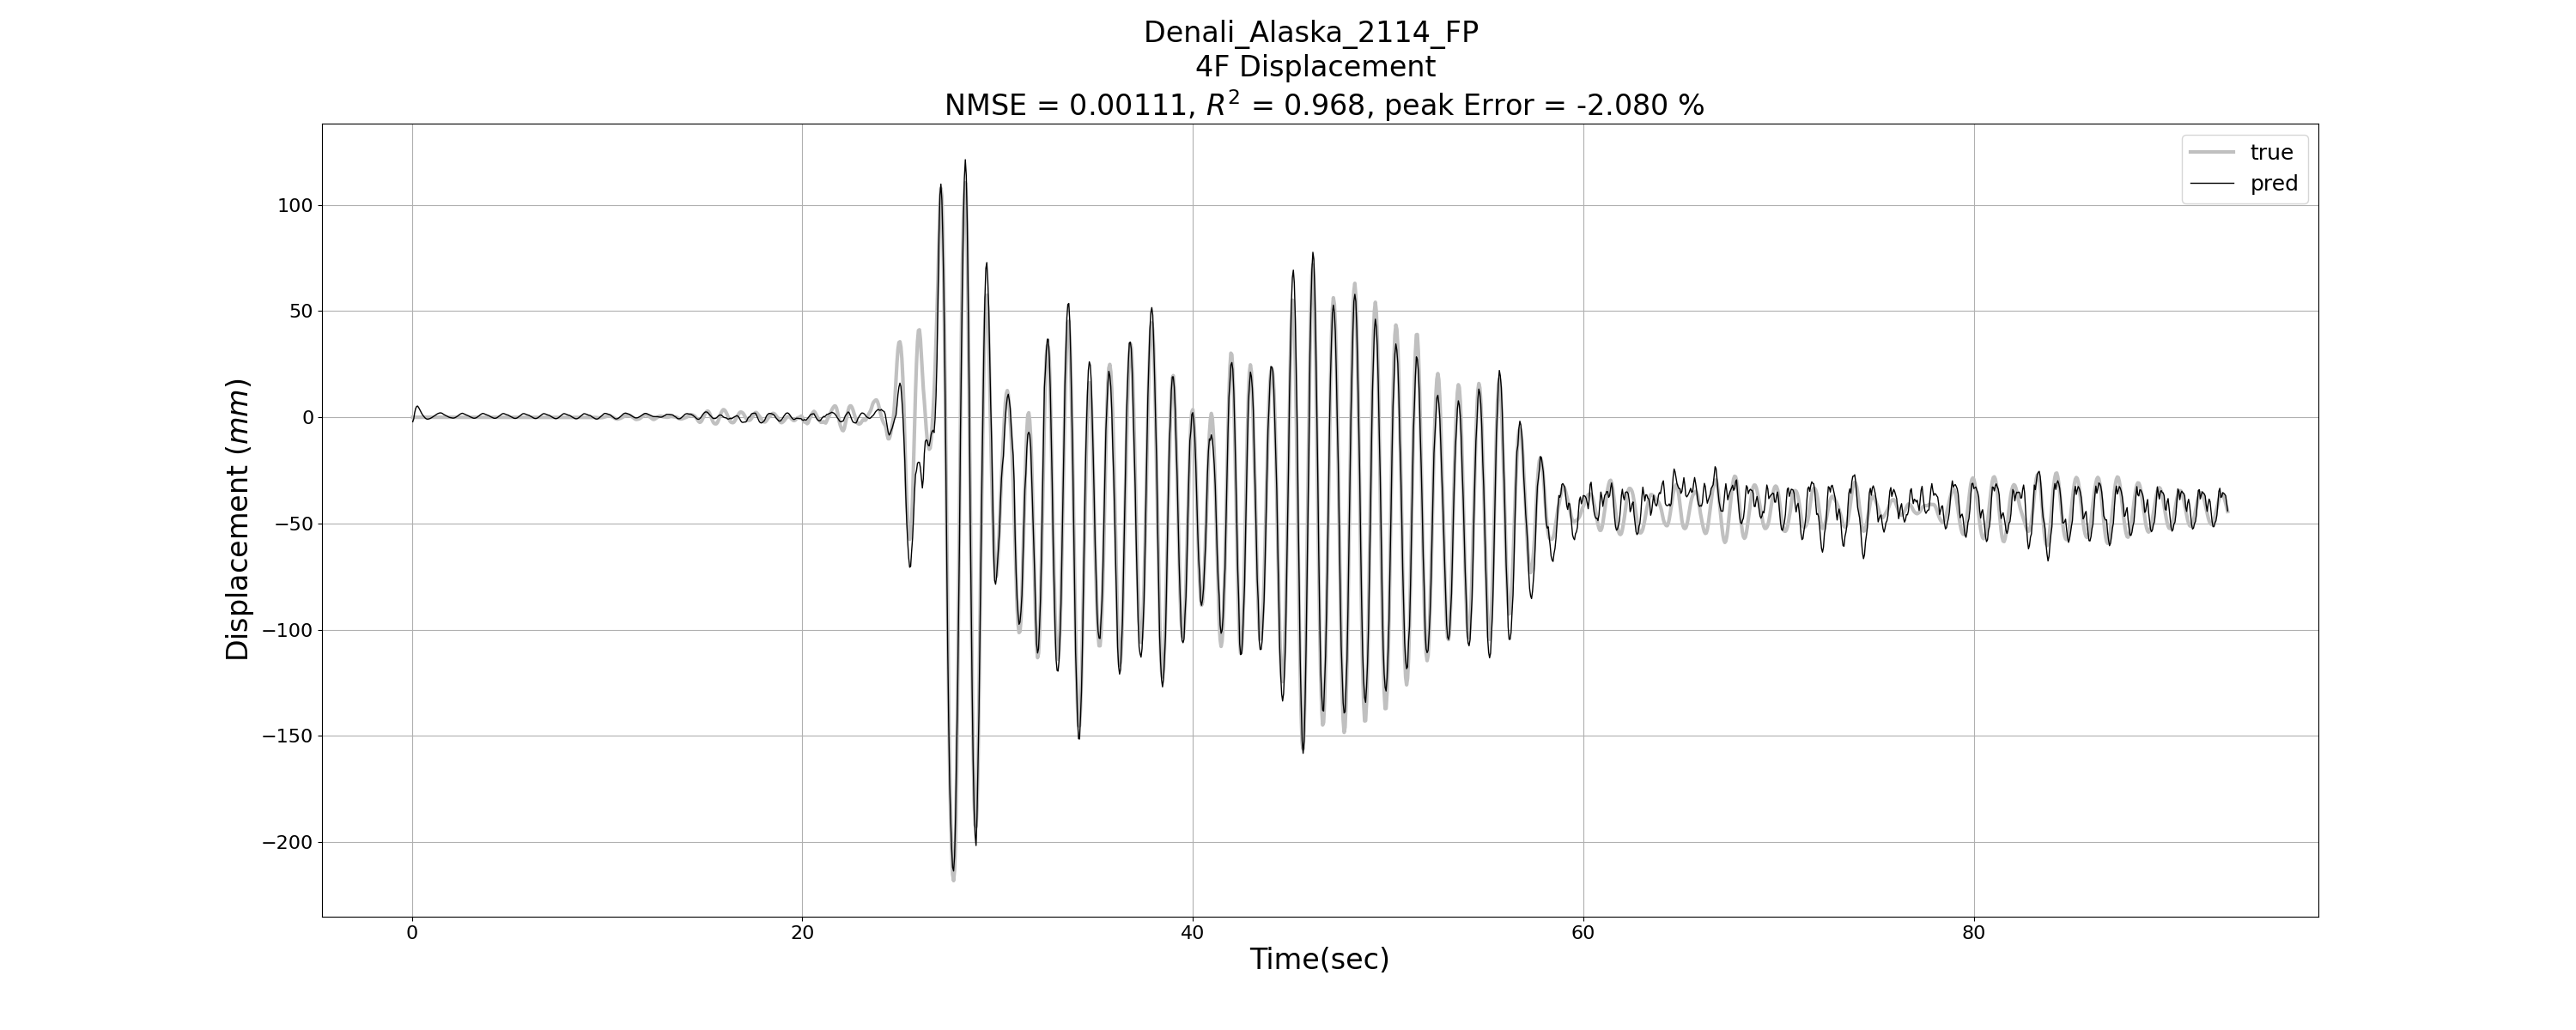 Denali_Alaska_2114_FP
4F Displacement
NMSE = 0.00111, R² = 0.968, peak Error = -2.080 %
true
pred
100
50
0
−50
−100
−150
−200
Displacement (mm)
0 20 40 60 80
Time(sec)